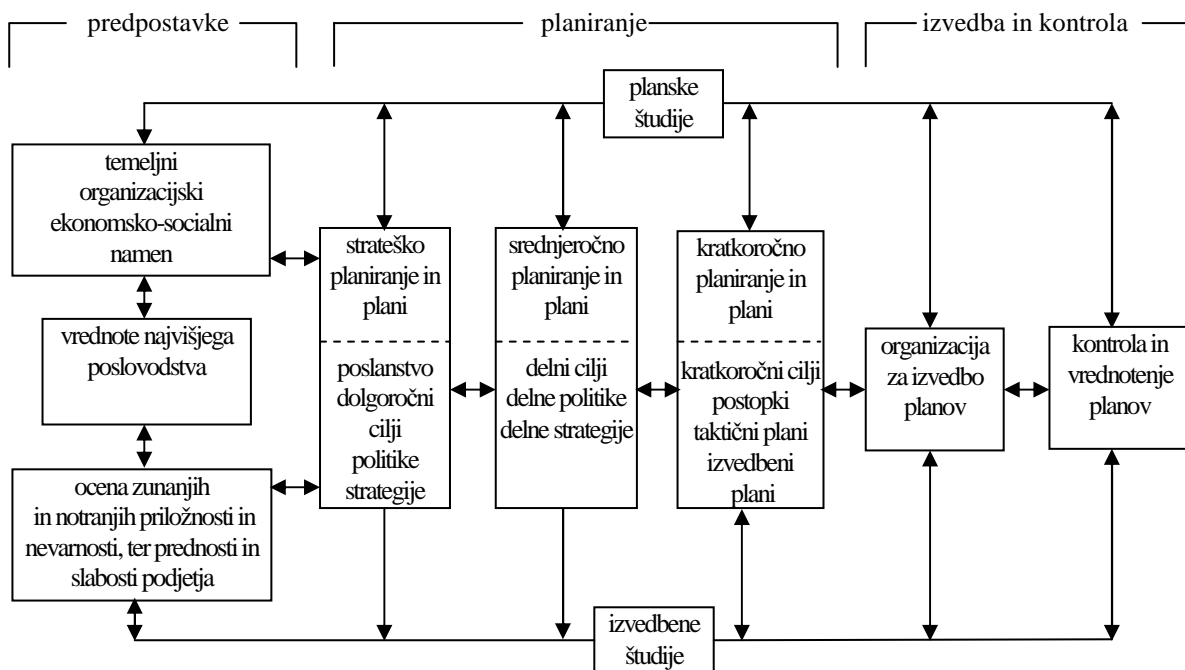 predpostavke
planiranje
izvedba in kontrola
planske
študije
temeljni
organizacijski
ekonomsko-socialni
namen
vrednote najvišjega
poslovodstva
ocena zunanjih
in notranjih priložnosti in
nevarnosti, ter prednosti in
slabosti podjetja
strateško
planiranje in
plani
poslanstvo
dolgoročni
cilji
politike
strategije
srednjeročno
planiranje in
plani
delni cilji
delne politike
delne strategije
kratkoročno
planiranje in
plani
kratkoročni cilji
postopki
taktični plani
izvedbeni
plani
organizacija
za izvedbo
planov
kontrola in
vrednotenje
planov
izvedbene
študije